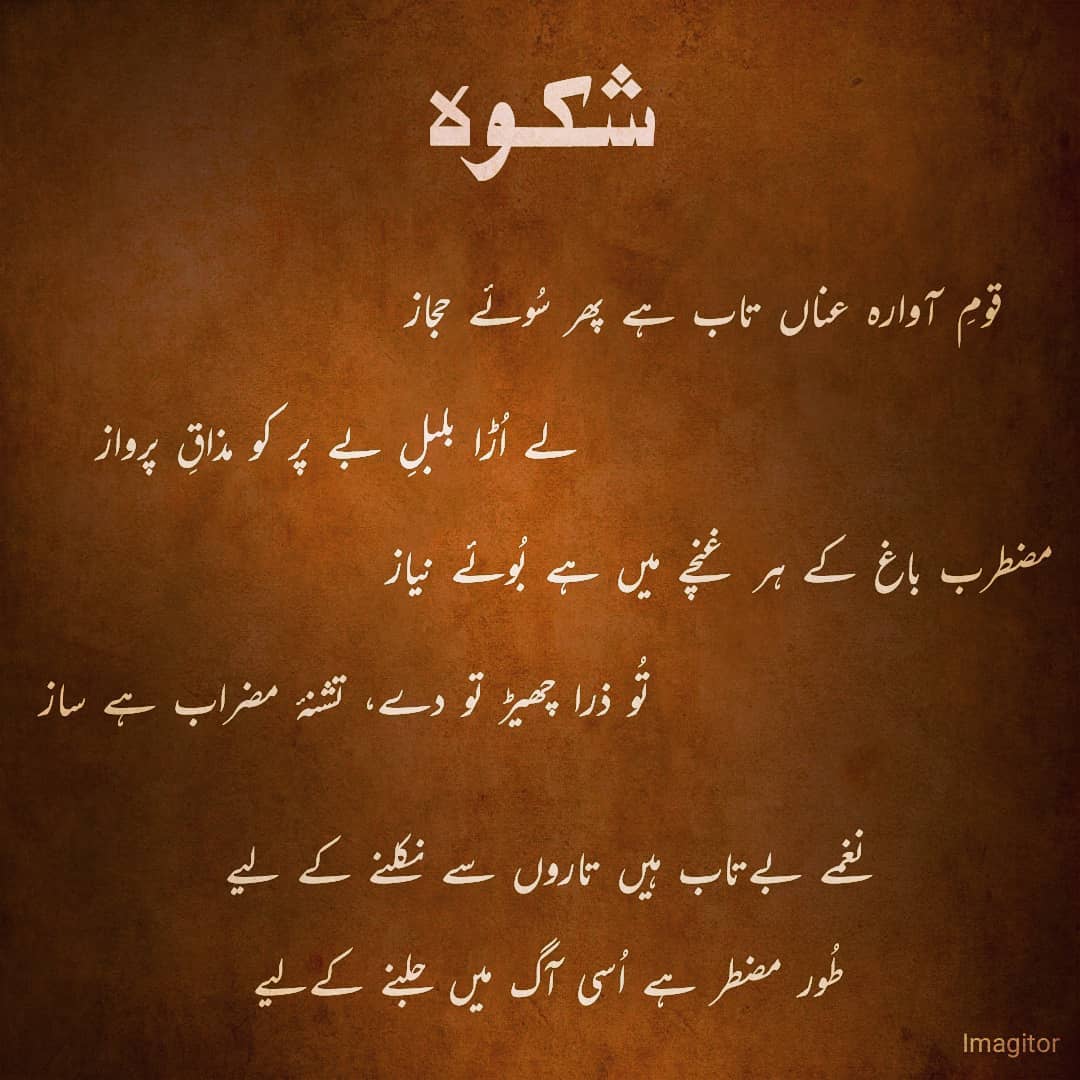 شکوہ
قومِ آوارہ عناں تاب ہے پھر سُوئے حجاز
لے اُڑا بلبلِ بے پر کو مذاقِ پرواز
مضطرب باغ کے ہر غنچے میں ہے بُوئے نیاز
تُو ذرا چھیڑ تو دے، تشنۂ مضراب ہے ساز
نغمے بے تاب ہیں تاروں سے نکلنے کے لیے
طُور مضطر ہے اُسی آگ میں جلنے کے لیے
Imagitor